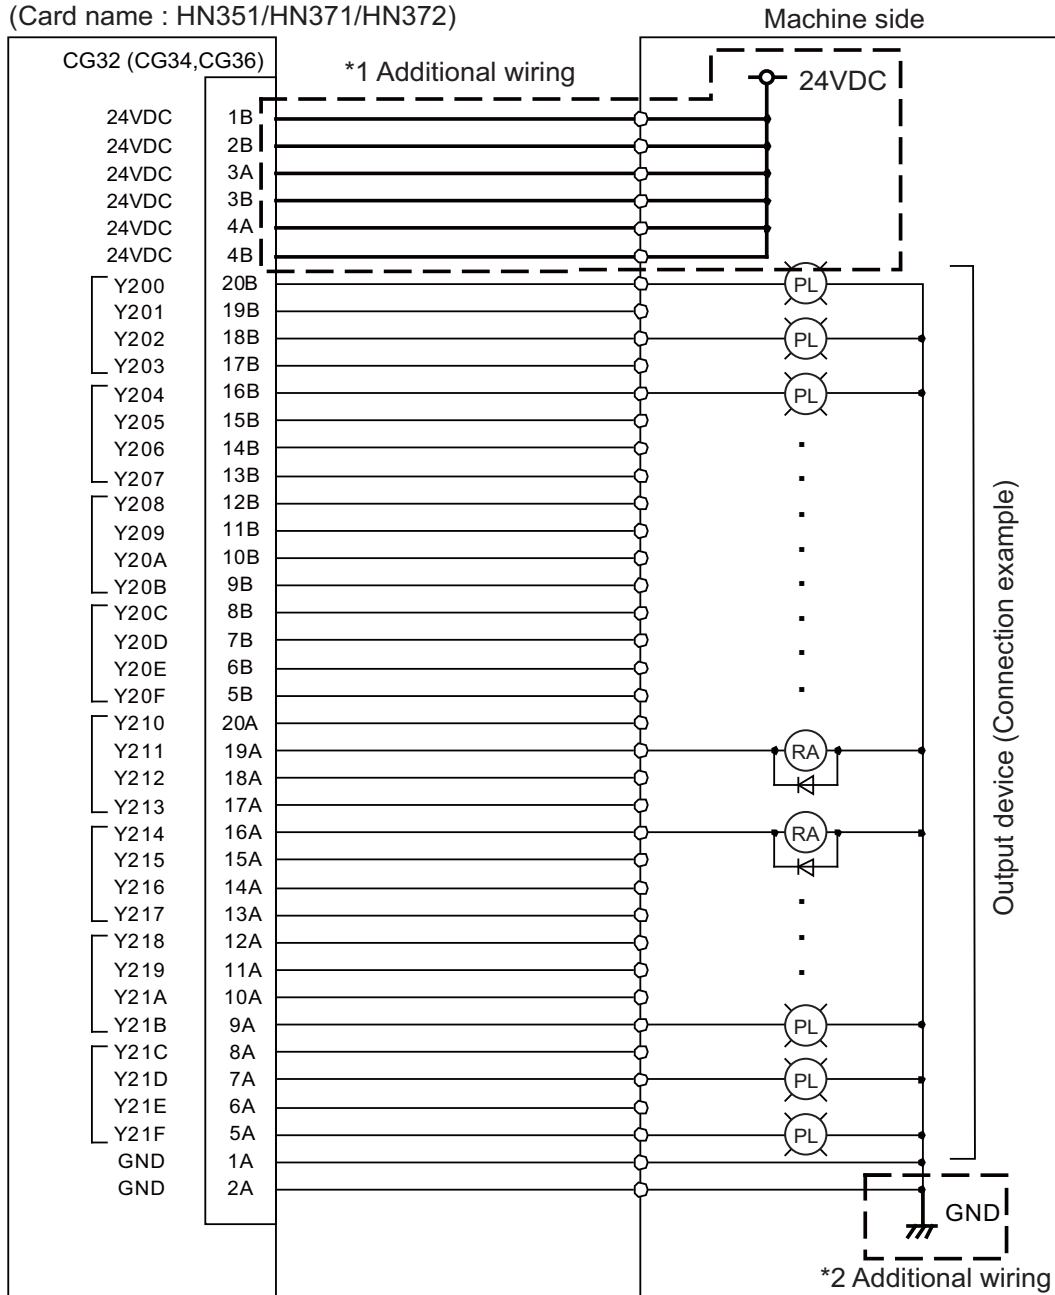 (Card name : HN351/HN371/HN372)
Machine side
CG32 (CG34,CG36)
*1 Additional wiring
24VDC
24VDC 1B
24VDC 2B
24VDC 3A
24VDC 3B
24VDC 4A
24VDC 4B
Y200 20B PL
Y201 19B
Y202 18B PL
Y203 17B
Y204 16B PL
Y205 15B
Y206 14B
Y207 13B
Y208 12B
Y209 11B
Y20A 10B
Y20B 9B
Y20C 8B
Y20D 7B
Y20E 6B
Y20F 5B
Y210 20A
Y211 19A RA
Y212 18A
Y213 17A
Y214 16A RA
Y215 15A
Y216 14A
Y217 13A
Y218 12A
Y219 11A
Y21A 10A
Y21B 9A PL
Y21C 8A
Y21D 7A PL
Y21E 6A
Y21F 5A PL
GND 1A
GND 2A
Output device (Connection example)
GND
*2 Additional wiring